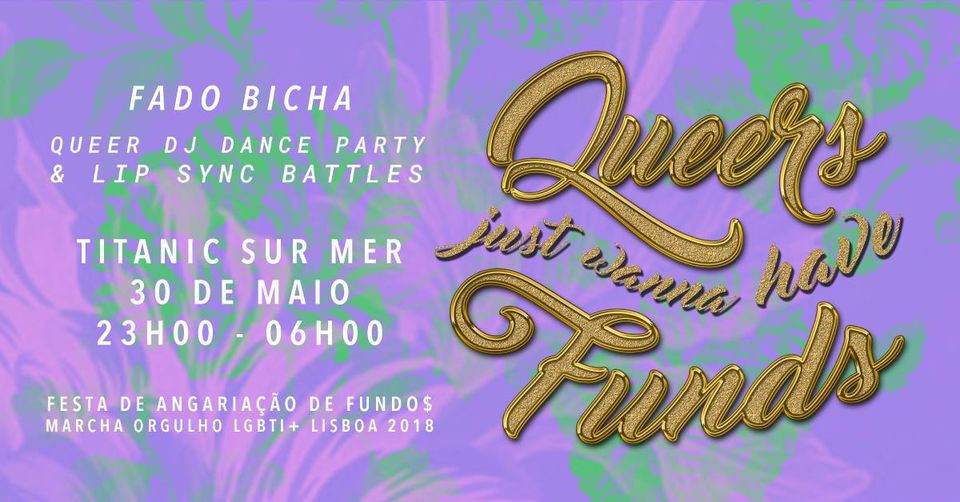 FADO BICHA
QUEER DJ DANCE PARTY
& LIP SYNC BATTLES
TITANIC SUR MER
30 DE MAIO
23H00 - 06H00
FESTA DE ANGARIAÇÃO DE FUNDO$
MARCHA ORGULHO LGBTI+ LISBOA 2018
Queers
just wanna have
Funds